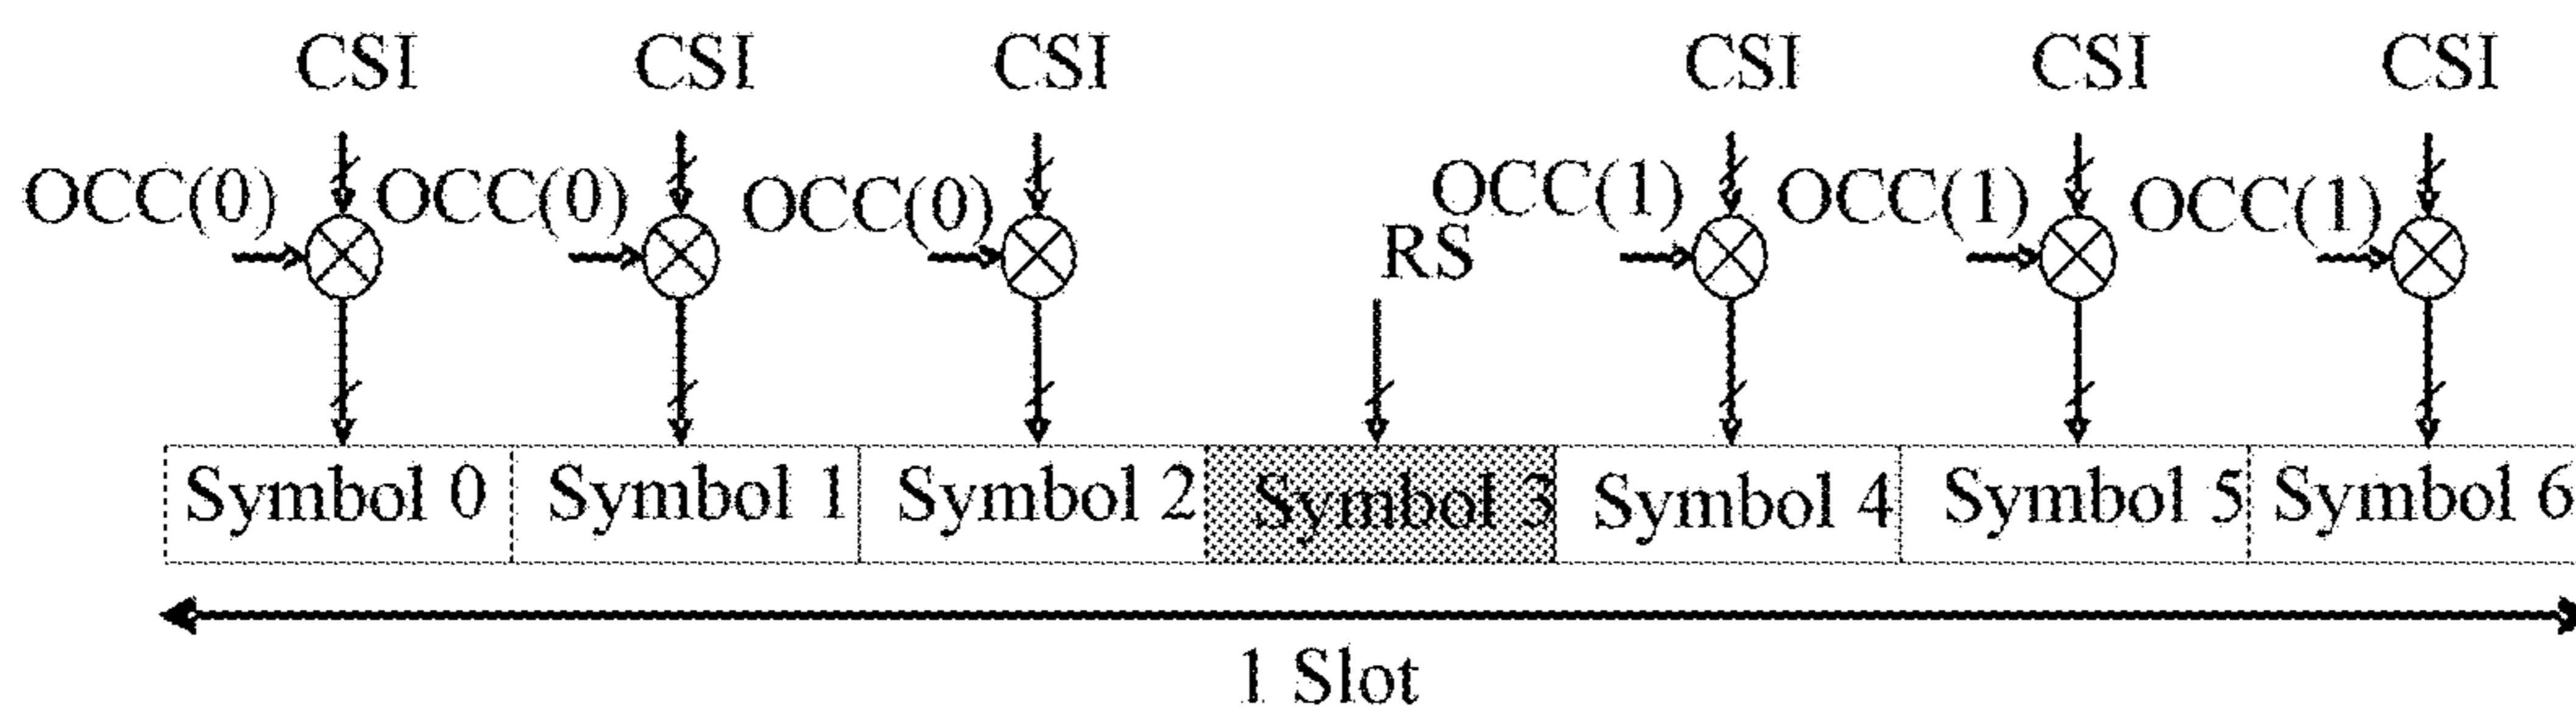 CSI CSI CSI CSI CSI CSI
OCC(0) OCC(0) OCC(0) RS OCC(1) OCC(1) OCC(1)
Symbol 0 Symbol 1 Symbol 2 Symbol 3 Symbol 4 Symbol 5 Symbol 6
1 Slot